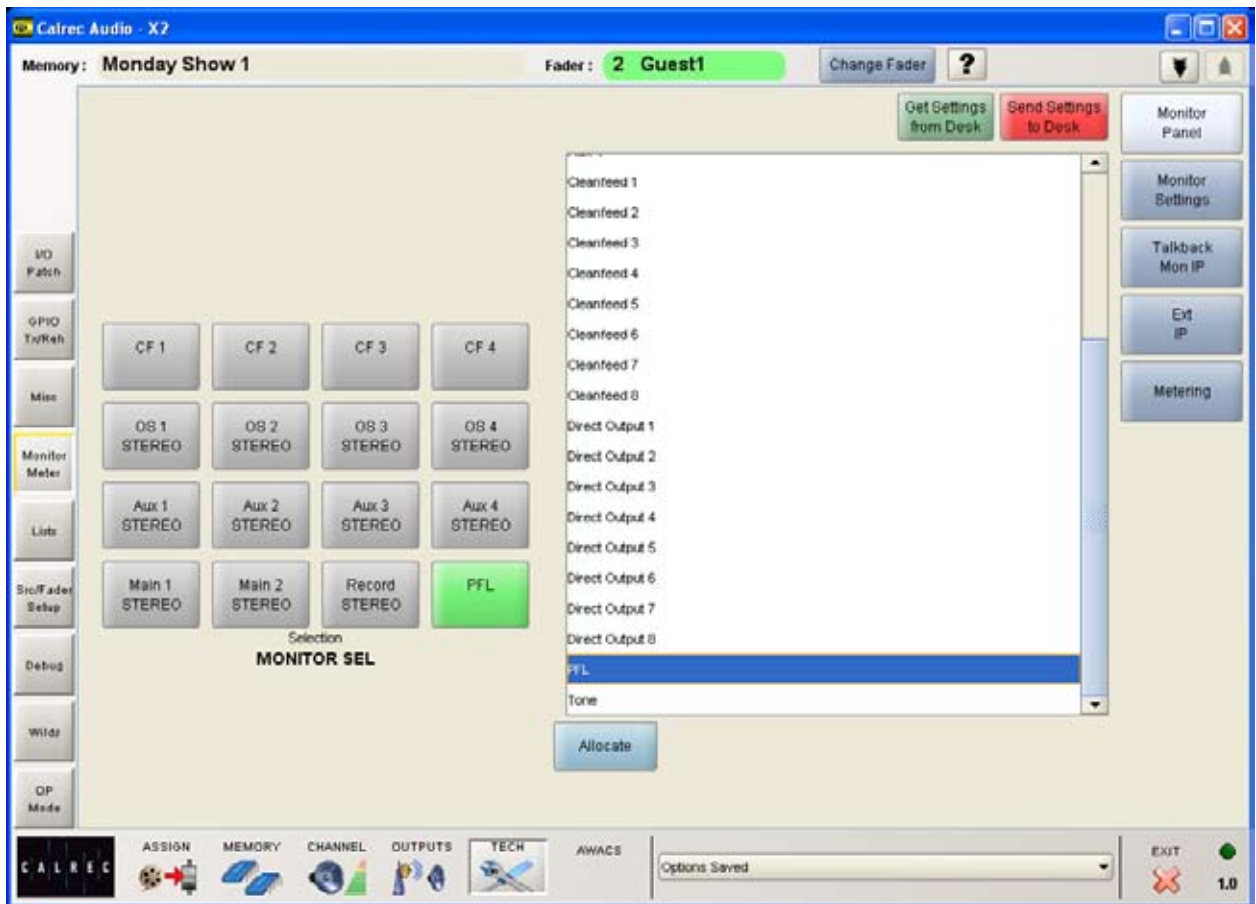 Calrec Audio - X2
Memory: Monday Show 1 Fader: 2 Guest1 Change Fader ?
Get Settings
from Desk
Send Settings
to Desk
Monitor
Panel
Monitor
Settings
Talkback
Mon IP
Ext
IP
Metering
I/O
Patch
GPIO
Tx/Reh
Misc
Monitor
Meter
Lists
Src/Fader
Setup
Debug
Wilds
OP
Mode
CF 1
CF 2
CF 3
CF 4
OS 1
STEREO
OS 2
STEREO
OS 3
STEREO
OS 4
STEREO
Aux 1
STEREO
Aux 2
STEREO
Aux 3
STEREO
Aux 4
STEREO
Main 1
STEREO
Main 2
STEREO
Record
STEREO
PFL
Selection
MONITOR SEL
Cleanfeed 1
Cleanfeed 2
Cleanfeed 3
Cleanfeed 4
Cleanfeed 5
Cleanfeed 6
Cleanfeed 7
Cleanfeed 8
Direct Output 1
Direct Output 2
Direct Output 3
Direct Output 4
Direct Output 5
Direct Output 6
Direct Output 7
Direct Output 8
PFL
Tone
Allocate
CALREC
ASSIGN
MEMORY
CHANNEL
OUTPUTS
TECH
AWACS
Options Saved
EXIT
1.0